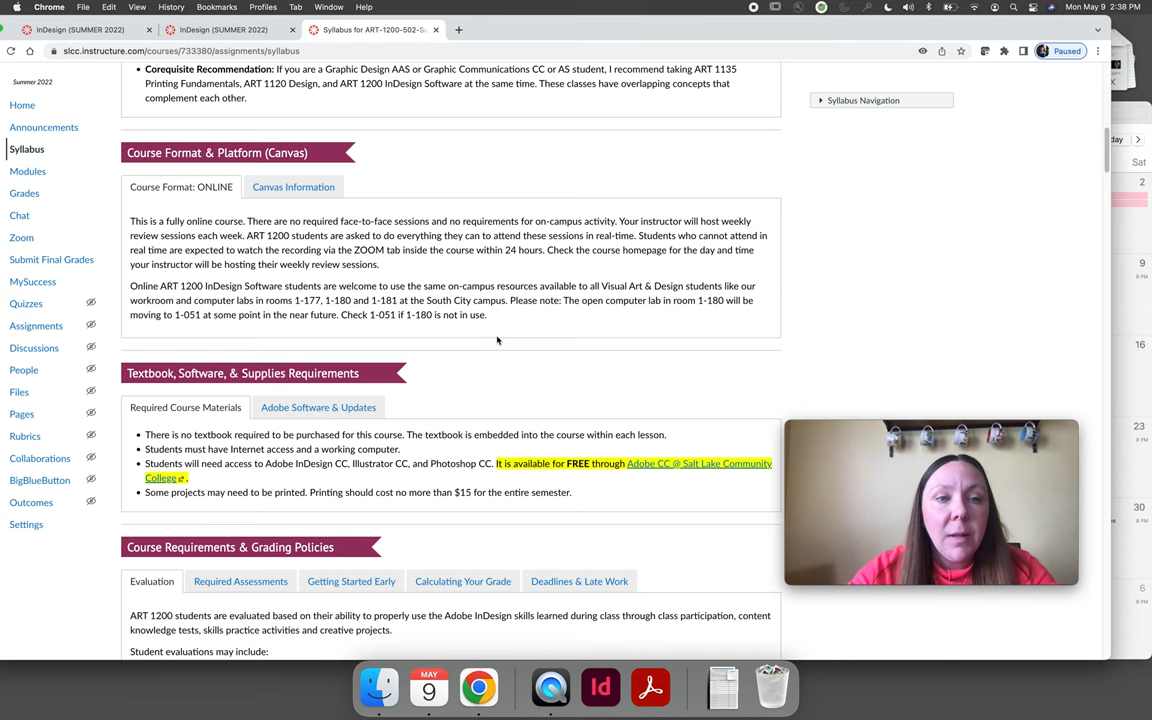 Chrome File Edit View History Bookmarks Profiles Tab Window Help Mon May 9 2:38 PM
InDesign (SUMMER 2022) × InDesign (SUMMER 2022) × Syllabus for ART-1200-502-Su × +
slcc.instructure.com/courses/733380/assignments/syllabus Paused
Summer 2022
Home
Announcements
Syllabus
Modules
Grades
Chat
Zoom
Submit Final Grades
MySuccess
Quizzes
Assignments
Discussions
People
Files
Pages
Rubrics
Collaborations
BigBlueButton
Outcomes
Settings
• Corequisite Recommendation: If you are a Graphic Design AAS or Graphic Communications CC or AS student, I recommend taking ART 1135
Printing Fundamentals, ART 1120 Design, and ART 1200 InDesign Software at the same time. These classes have overlapping concepts that
complement each other.
Syllabus Navigation
Course Format & Platform (Canvas)
Course Format: ONLINE Canvas Information
This is a fully online course. There are no required face-to-face sessions and no requirements for on-campus activity. Your instructor will host weekly
review sessions each week. ART 1200 students are asked to do everything they can to attend these sessions in real-time. Students who cannot attend in
real time are expected to watch the recording via the ZOOM tab inside the course within 24 hours. Check the course homepage for the day and time
your instructor will be hosting their weekly review sessions.
Online ART 1200 InDesign Software students are welcome to use the same on-campus resources available to all Visual Art & Design students like our
workroom and computer labs in rooms 1-177, 1-180 and 1-181 at the South City campus. Please note: The open computer lab in room 1-180 will be
moving to 1-051 at some point in the near future. Check 1-051 if 1-180 is not in use.
Textbook, Software, & Supplies Requirements
Required Course Materials Adobe Software & Updates
• There is no textbook required to be purchased for this course. The textbook is embedded into the course within each lesson.
• Students must have Internet access and a working computer.
• Students will need access to Adobe InDesign CC, Illustrator CC, and Photoshop CC. It is available for FREE through Adobe CC @ Salt Lake Community
College.
• Some projects may need to be printed. Printing should cost no more than $15 for the entire semester.
Course Requirements & Grading Policies
Evaluation Required Assessments Getting Started Early Calculating Your Grade Deadlines & Late Work
ART 1200 students are evaluated based on their ability to properly use the Adobe InDesign skills learned during class through class participation, content
knowledge tests, skills practice activities and creative projects.
Student evaluations may include:
day
Sat
2
9
8 PM
16
23
8 PM
30
8 PM
6
8 PM
MAY
9
Id